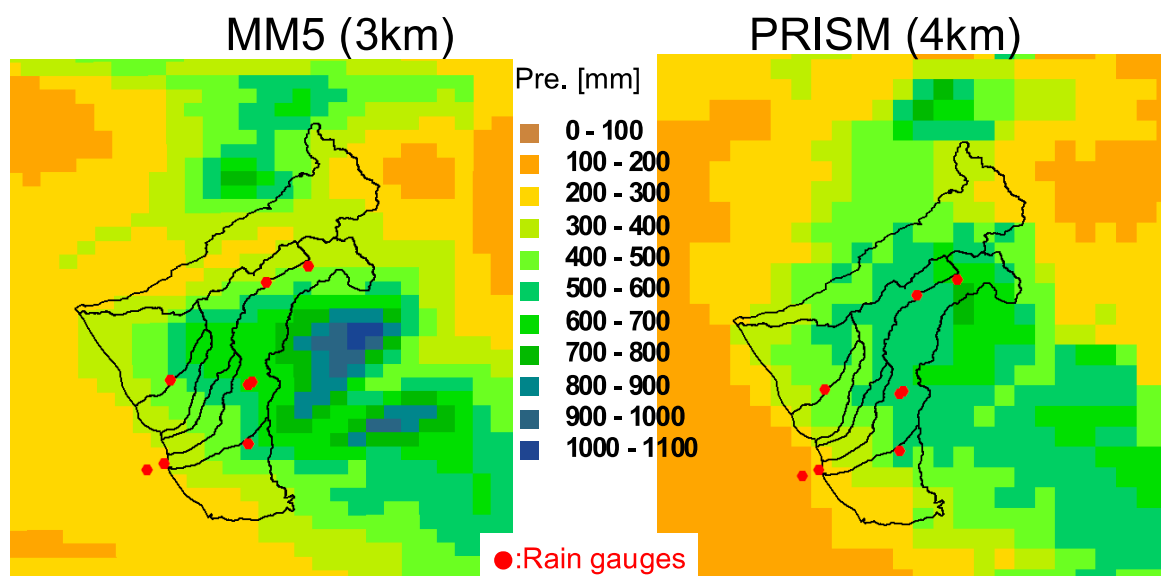 MM5 (3km)
PRISM (4km)
Pre. [mm]
0 - 100
100 - 200
200 - 300
300 - 400
400 - 500
500 - 600
600 - 700
700 - 800
800 - 900
900 - 1000
1000 - 1100
:Rain gauges